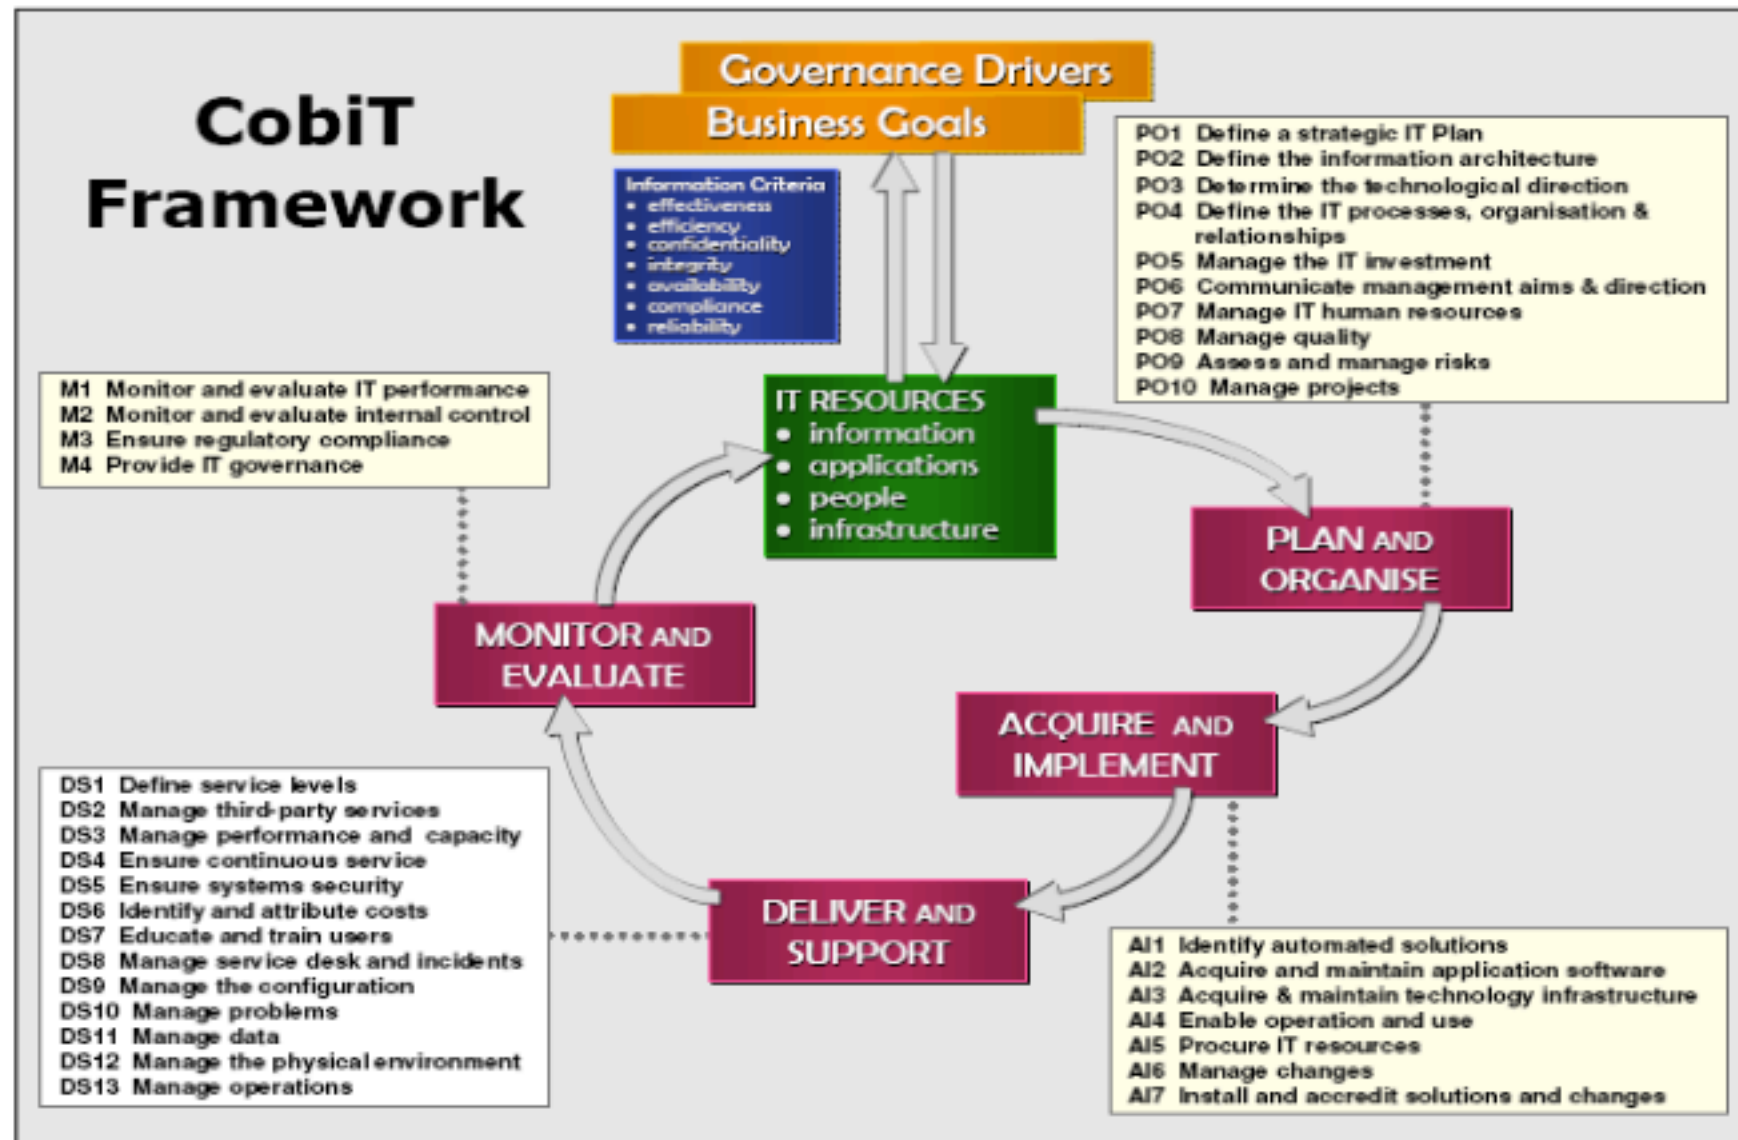 CobiT
Framework
Governance Drivers
Business Goals
Information Criteria
• effectiveness
• efficiency
• confidentiality
• integrity
• availability
• compliance
• reliability
PO1 Define a strategic IT Plan
PO2 Define the information architecture
PO3 Determine the technological direction
PO4 Define the IT processes, organisation &
relationships
PO5 Manage the IT investment
PO6 Communicate management aims & direction
PO7 Manage IT human resources
PO8 Manage quality
PO9 Assess and manage risks
PO10 Manage projects
M1 Monitor and evaluate IT performance
M2 Monitor and evaluate internal control
M3 Ensure regulatory compliance
M4 Provide IT governance
IT RESOURCES
• information
• applications
• people
• infrastructure
PLAN AND
ORGANISE
MONITOR AND
EVALUATE
ACQUIRE AND
IMPLEMENT
DS1 Define service levels
DS2 Manage third-party services
DS3 Manage performance and capacity
DS4 Ensure continuous service
DS5 Ensure systems security
DS6 Identify and attribute costs
DS7 Educate and train users
DS8 Manage service desk and incidents
DS9 Manage the configuration
DS10 Manage problems
DS11 Manage data
DS12 Manage the physical environment
DS13 Manage operations
DELIVER AND
SUPPORT
AI1 Identify automated solutions
AI2 Acquire and maintain application software
AI3 Acquire & maintain technology infrastructure
AI4 Enable operation and use
AI5 Procure IT resources
AI6 Manage changes
AI7 Install and accredit solutions and changes